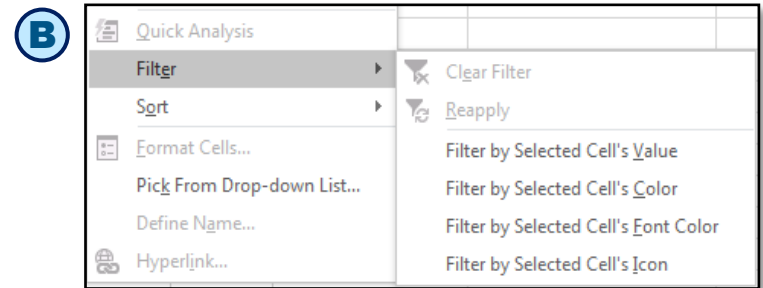 B
Quick Analysis
Filter
Clear Filter
Sort
Reapply
Format Cells...
Filter by Selected Cell's Value
Pick From Drop-down List...
Filter by Selected Cell's Color
Define Name...
Filter by Selected Cell's Font Color
Hyperlink...
Filter by Selected Cell's Icon